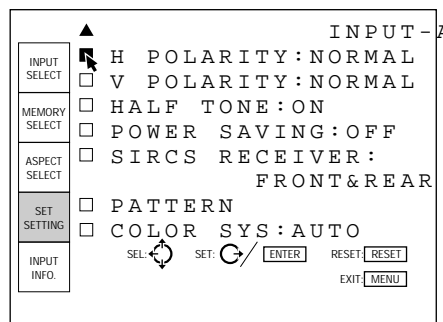 INPUT-A
INPUT
SELECT
MEMORY
SELECT
ASPECT
SELECT
SET
SETTING
INPUT
INFO.
H POLARITY:NORMAL
V POLARITY:NORMAL
HALF TONE:ON
POWER SAVING:OFF
SIRCS RECEIVER:
FRONT&REAR
PATTERN
COLOR SYS:AUTO
SEL: SET: / ENTER RESET: RESET
EXIT: MENU